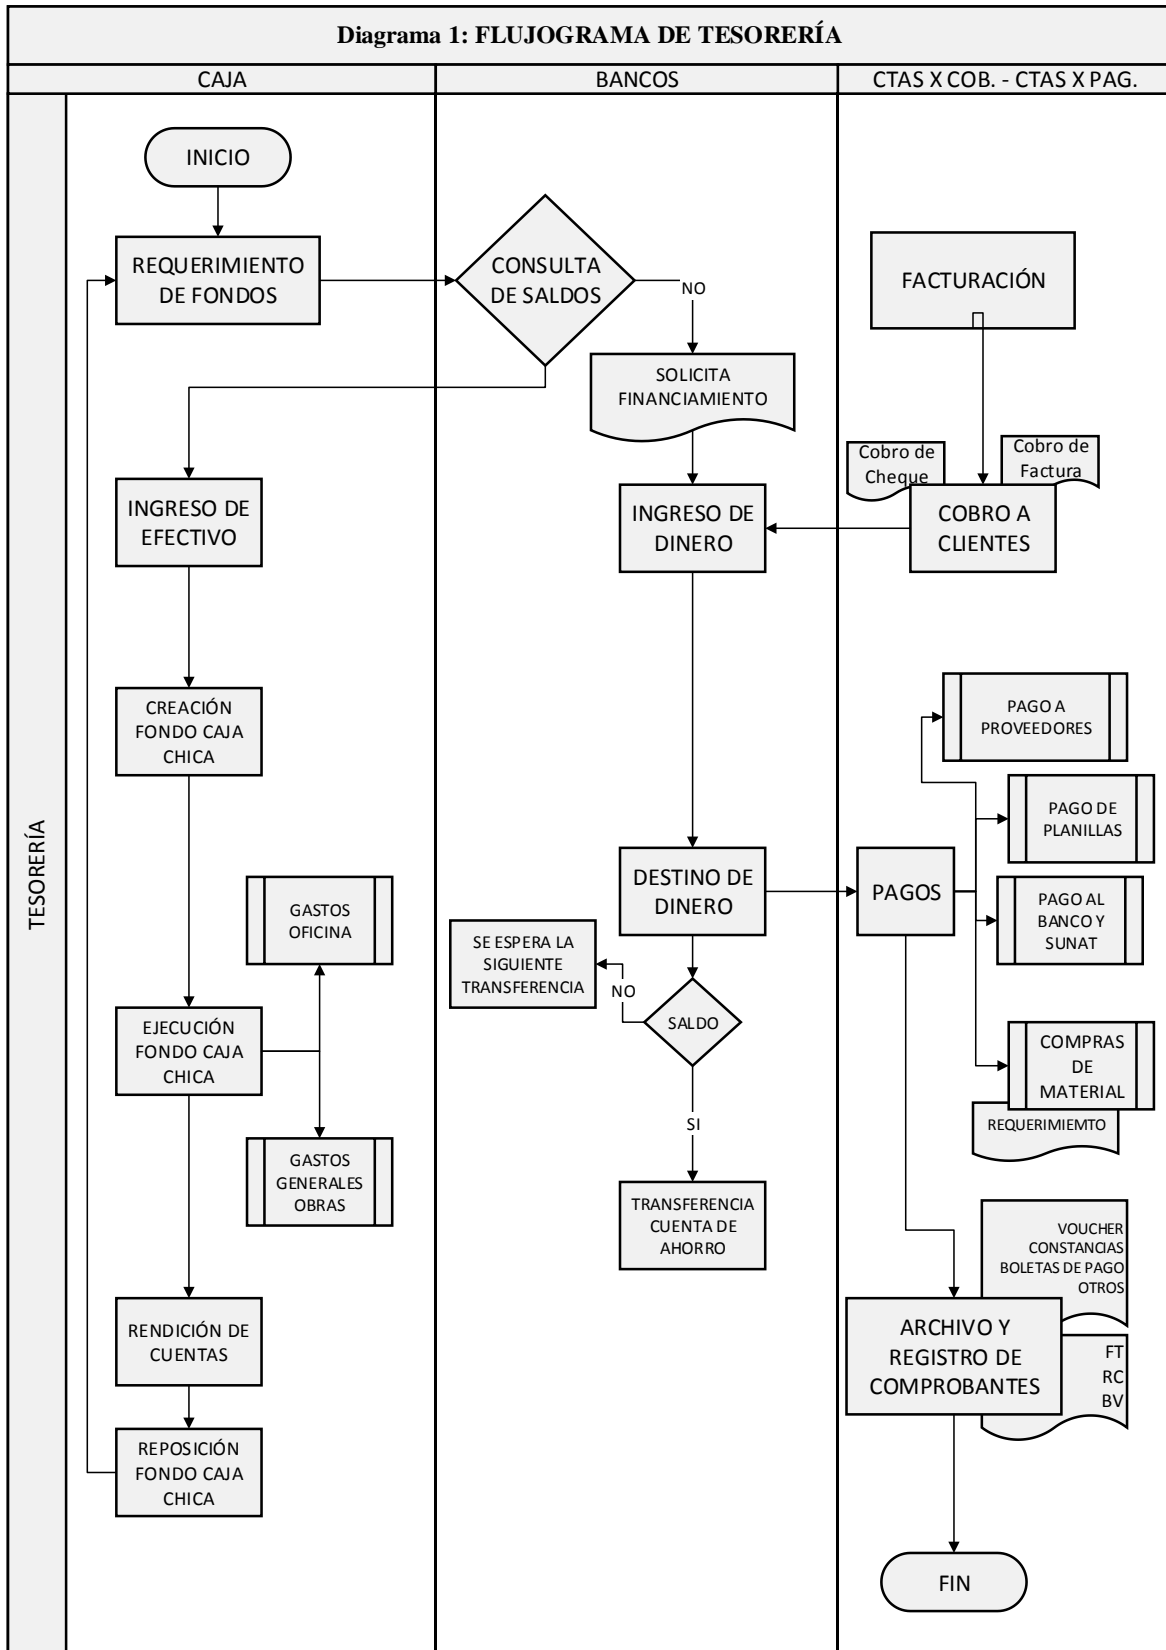 Diagrama 1: FLUJOGRAMA DE TESORERÍA
CAJA
BANCOS
CTAS X COB. - CTAS X PAG.
TESORERÍA
INICIO
REQUERIMIENTO
DE FONDOS
CONSULTA
DE SALDOS
NO
FACTURACIÓN
SOLICITA
FINANCIAMIENTO
Cobro de
Cheque
Cobro de
Factura
INGRESO DE
EFECTIVO
INGRESO DE
DINERO
COBRO A
CLIENTES
CREACIÓN
FONDO CAJA
CHICA
PAGO A
PROVEEDORES
PAGO DE
PLANILLAS
DESTINO DE
DINERO
PAGOS
PAGO AL
BANCO Y
SUNAT
GASTOS
OFICINA
SE ESPERA LA
SIGUIENTE
TRANSFERENCIA
NO
SALDO
EJECUCIÓN
FONDO CAJA
CHICA
COMPRAS
DE
MATERIAL
REQUERIMIEMTO
SI
GASTOS
GENERALES
OBRAS
TRANSFERENCIA
CUENTA DE
AHORRO
VOUCHER
CONSTANCIAS
BOLETAS DE PAGO
OTROS
RENDICIÓN DE
CUENTAS
ARCHIVO Y
REGISTRO DE
COMPROBANTES
FT
RC
BV
REPOSICIÓN
FONDO CAJA
CHICA
FIN